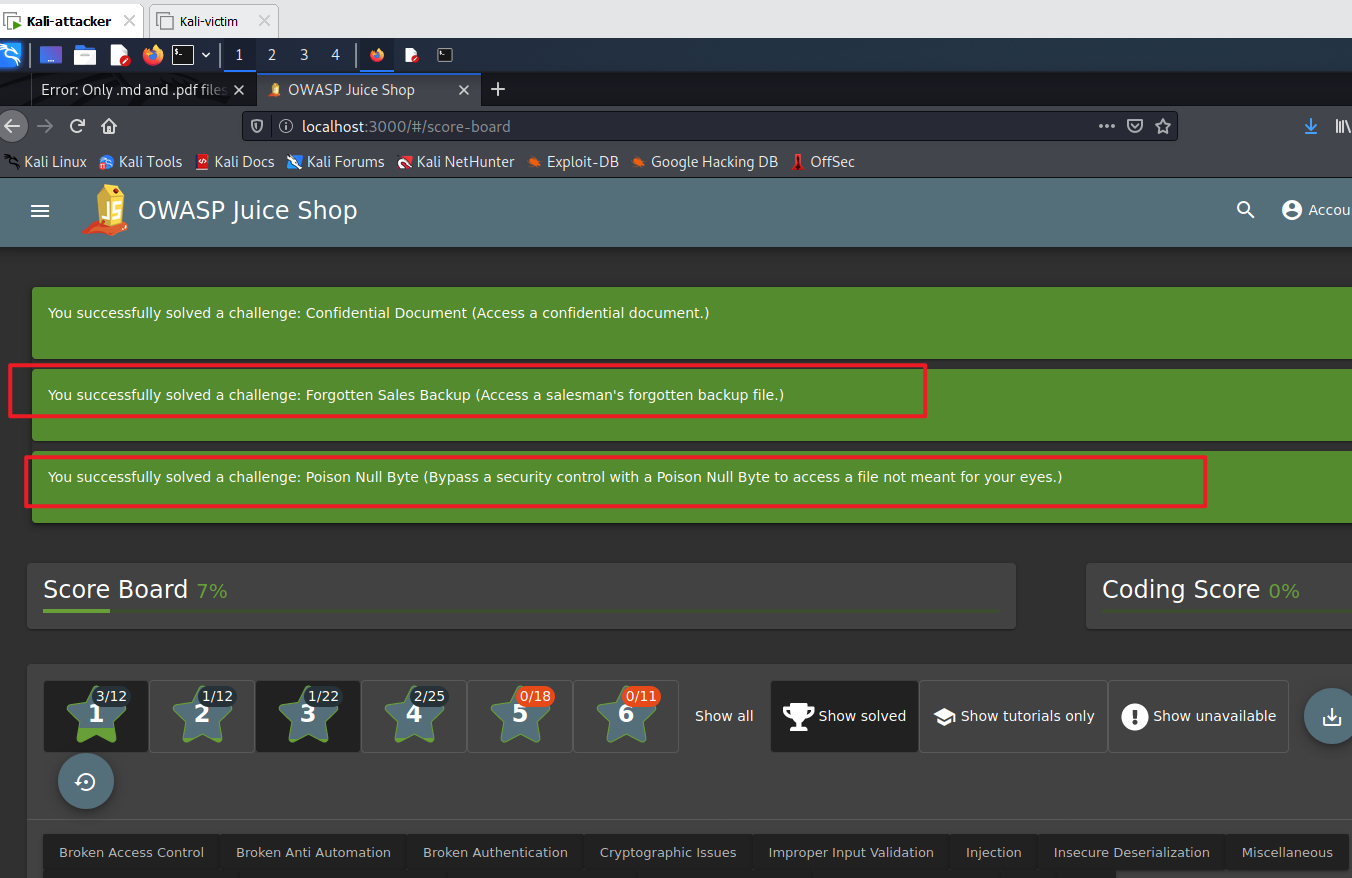 Kali-attacker Kali-victim
1 2 3 4
Error: Only .md and .pdf files OWASP Juice Shop
localhost:3000/#/score-board
Kali Linux Kali Tools Kali Docs Kali Forums Kali NetHunter Exploit-DB Google Hacking DB OffSec
OWASP Juice Shop Accou
You successfully solved a challenge: Confidential Document (Access a confidential document.)
You successfully solved a challenge: Forgotten Sales Backup (Access a salesman's forgotten backup file.)
You successfully solved a challenge: Poison Null Byte (Bypass a security control with a Poison Null Byte to access a file not meant for your eyes.)
Score Board 7% Coding Score 0%
3/12 1/12 1/22 2/25 0/18 0/11
1 2 3 4 5 6 Show all Show solved Show tutorials only Show unavailable
Broken Access Control Broken Anti Automation Broken Authentication Cryptographic Issues Improper Input Validation Injection Insecure Deserialization Miscellaneous